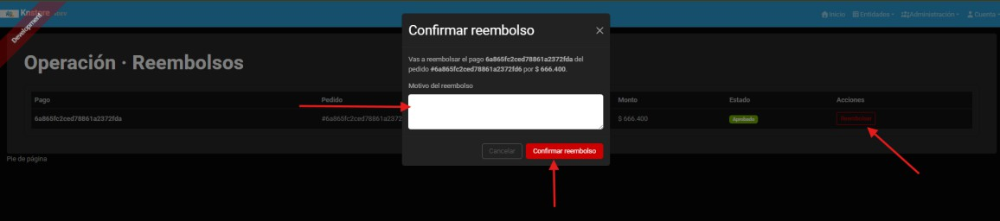 Knstore
Development
Inicio Entidades Administración Cuenta
Operación · Reembolsos
Confirmar reembolso ×
Vas a reembolsar el pago 6a865fc2ced78861a2372fda del
pedido #6a865fc2ced78861a2372fd6 por $ 666.400.
Motivo del reembolso
Cancelar Confirmar reembolso
Pago Pedido Monto Estado Acciones
6a865fc2ced78861a2372fda #6a865fc2ced78861a2372 $ 666.400 Aprobado Reembolsar
Pie de página